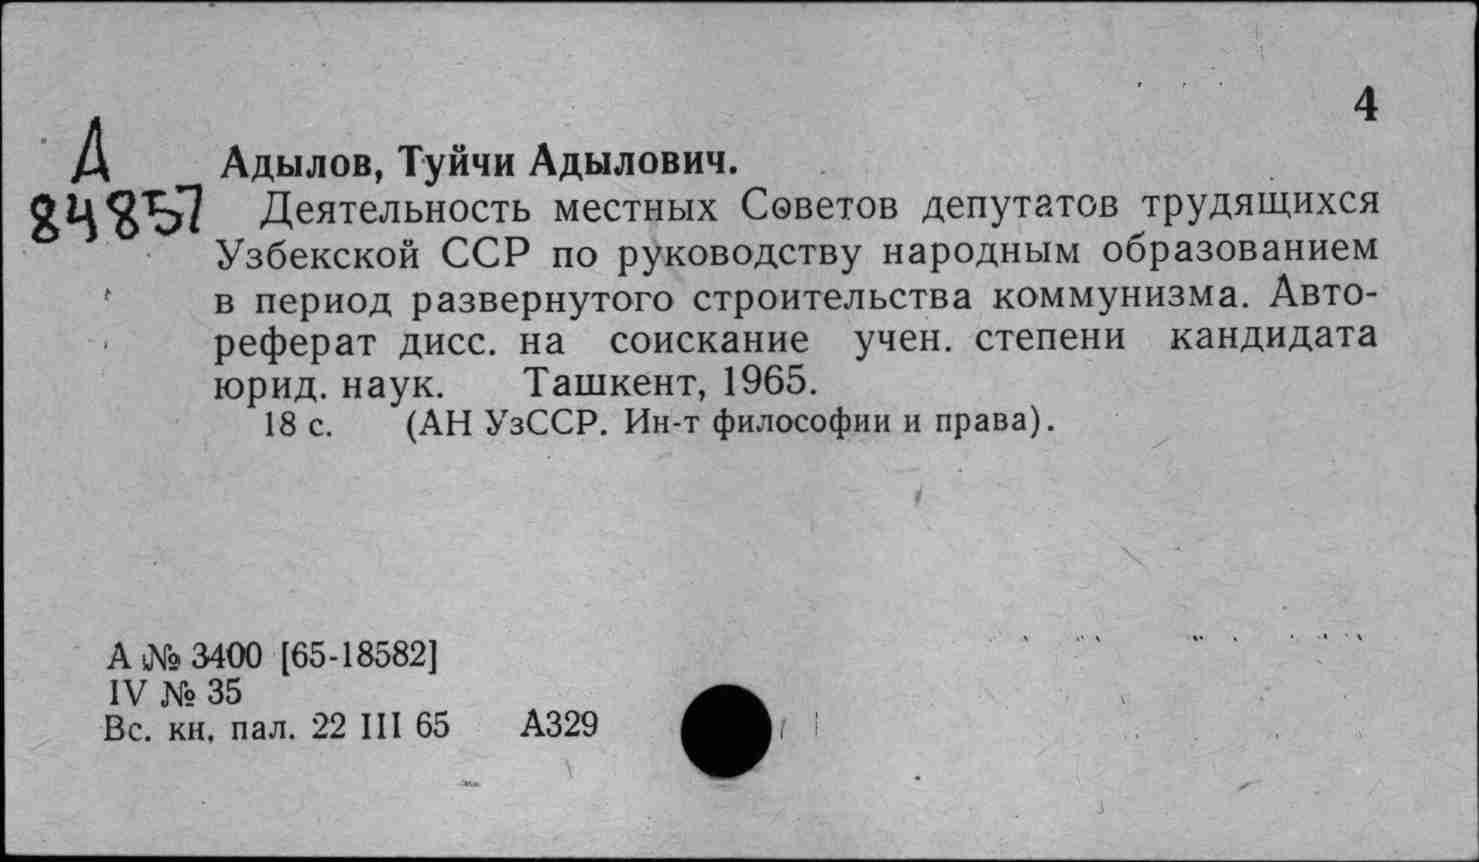 4
Д
84857
Адылов, Туйчи Адылович.
Деятельность местных Советов депутатов трудящихся
Узбекской ССР по руководству народным образованием
в период развернутого строительства коммунизма. Авто-
реферат дисс. на соискание учен. степени кандидата
юрид. наук. Ташкент, 1965.
18 с. (АН УзССР. Ин-т философии и права).
А № 3400 [65-18582]
IV № 35
Вс. кн. пал. 22 III 65 А329